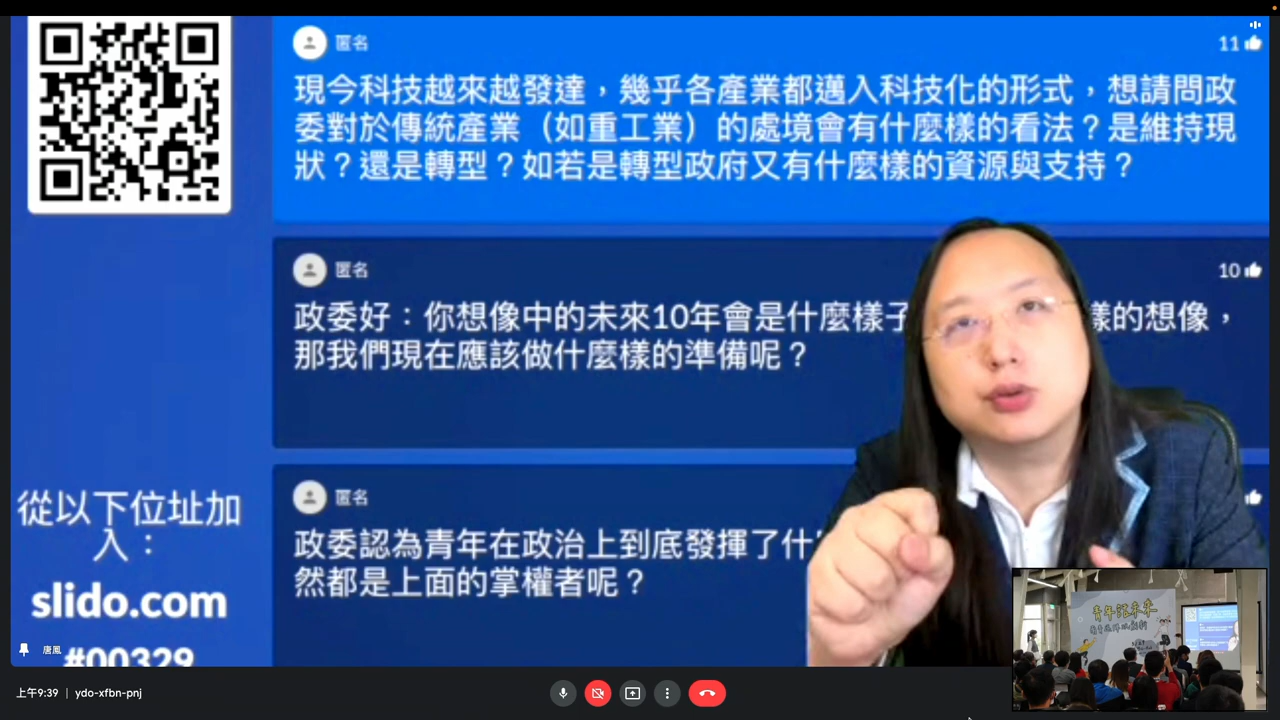 匿名
11
現今科技越來越發達，幾乎各產業都邁入科技化的形式，想請問政
委對於傳統產業（如重工業）的處境會有什麼樣的看法？是維持現
狀？還是轉型？如若是轉型政府又有什麼樣的資源與支持？
匿名
10
政委好：你想像中的未來10年會是什麼樣子
樣的想像，
那我們現在應該做什麼樣的準備呢？
匿名
政委認為青年在政治上到底發揮了什
然都是上面的掌權者呢？
從以下位址加
入：
slido.com
#00329
唐鳳
上午9:39 | ydo-xfbn-pnj